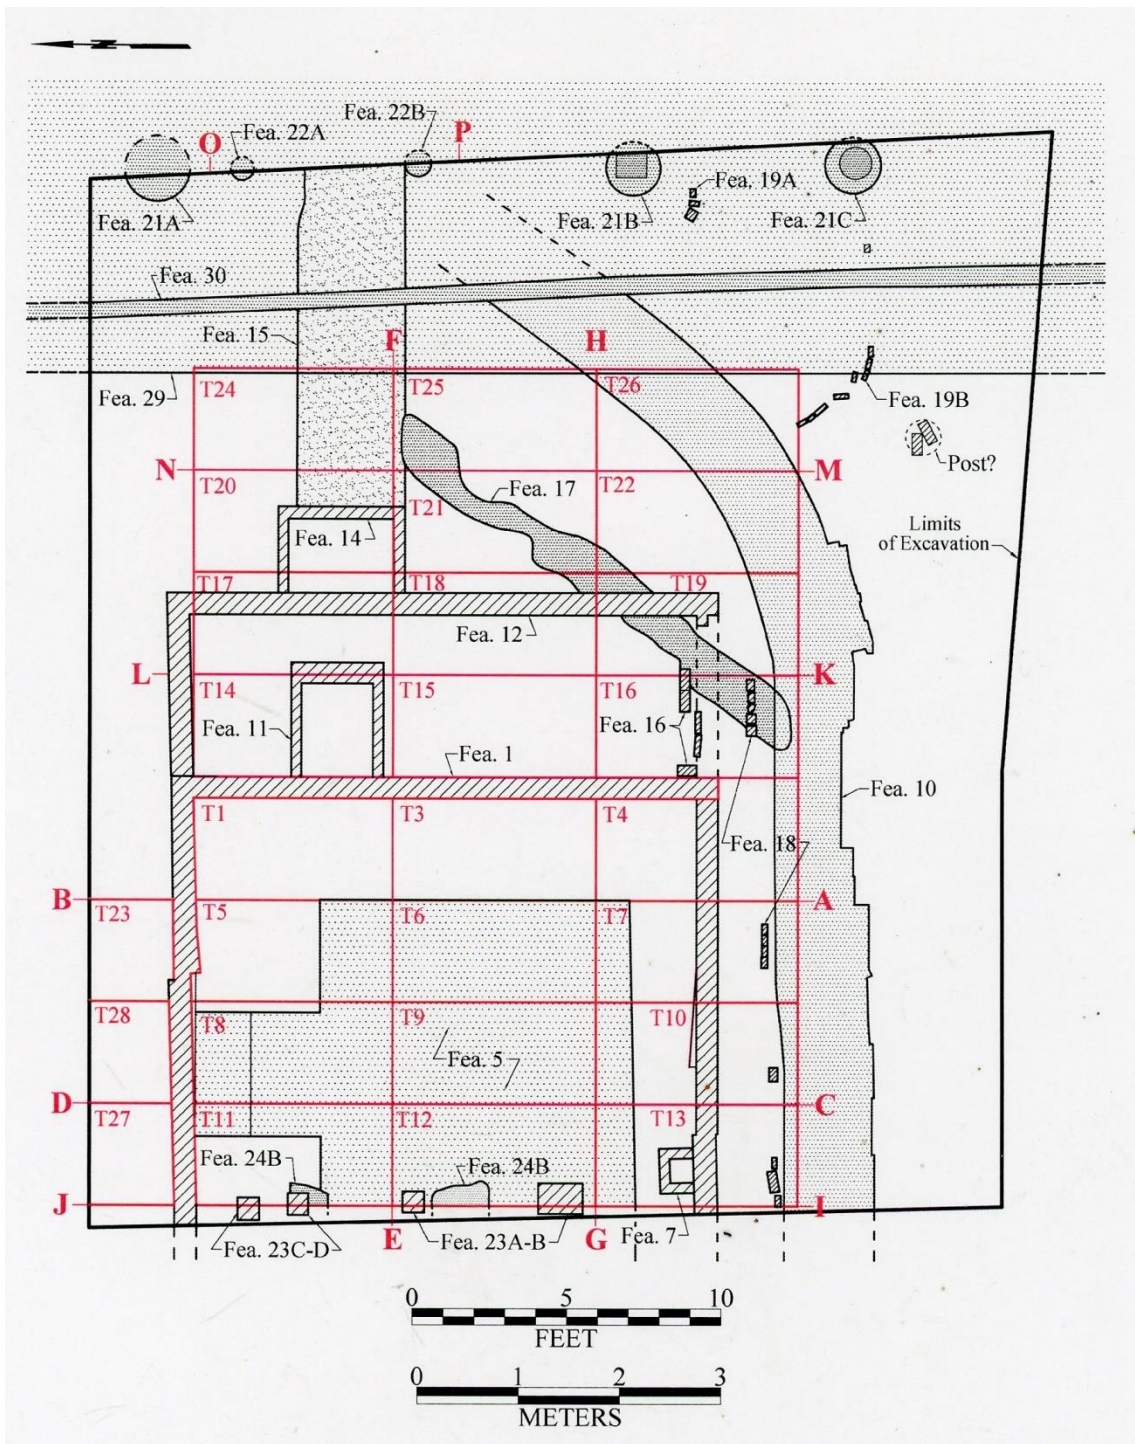 N
Fea. 22B
Fea. 22A
O
P
Fea. 19A
Fea. 21A
Fea. 21B
Fea. 21C
Fea. 30
Fea. 15
F
H
T24
T25
T26
Fea. 29
Fea. 19B
N
T20
Fea. 17
T22
M
Post?
T21
Fea. 14
Limits
of Excavation
T17
T18
T19
Fea. 12
L
T14
T15
T16
K
Fea. 11
Fea. 16
Fea. 1
Fea. 10
T1
T3
T4
Fea. 18
B
T23
T5
T6
T7
A
T28
T8
T9
T10
Fea. 5
D
T27
T11
T12
T13
C
Fea. 24B
Fea. 24B
J
I
Fea. 23C-D
E
Fea. 23A-B
G
Fea. 7
0 5 10
FEET
0 1 2 3
METERS